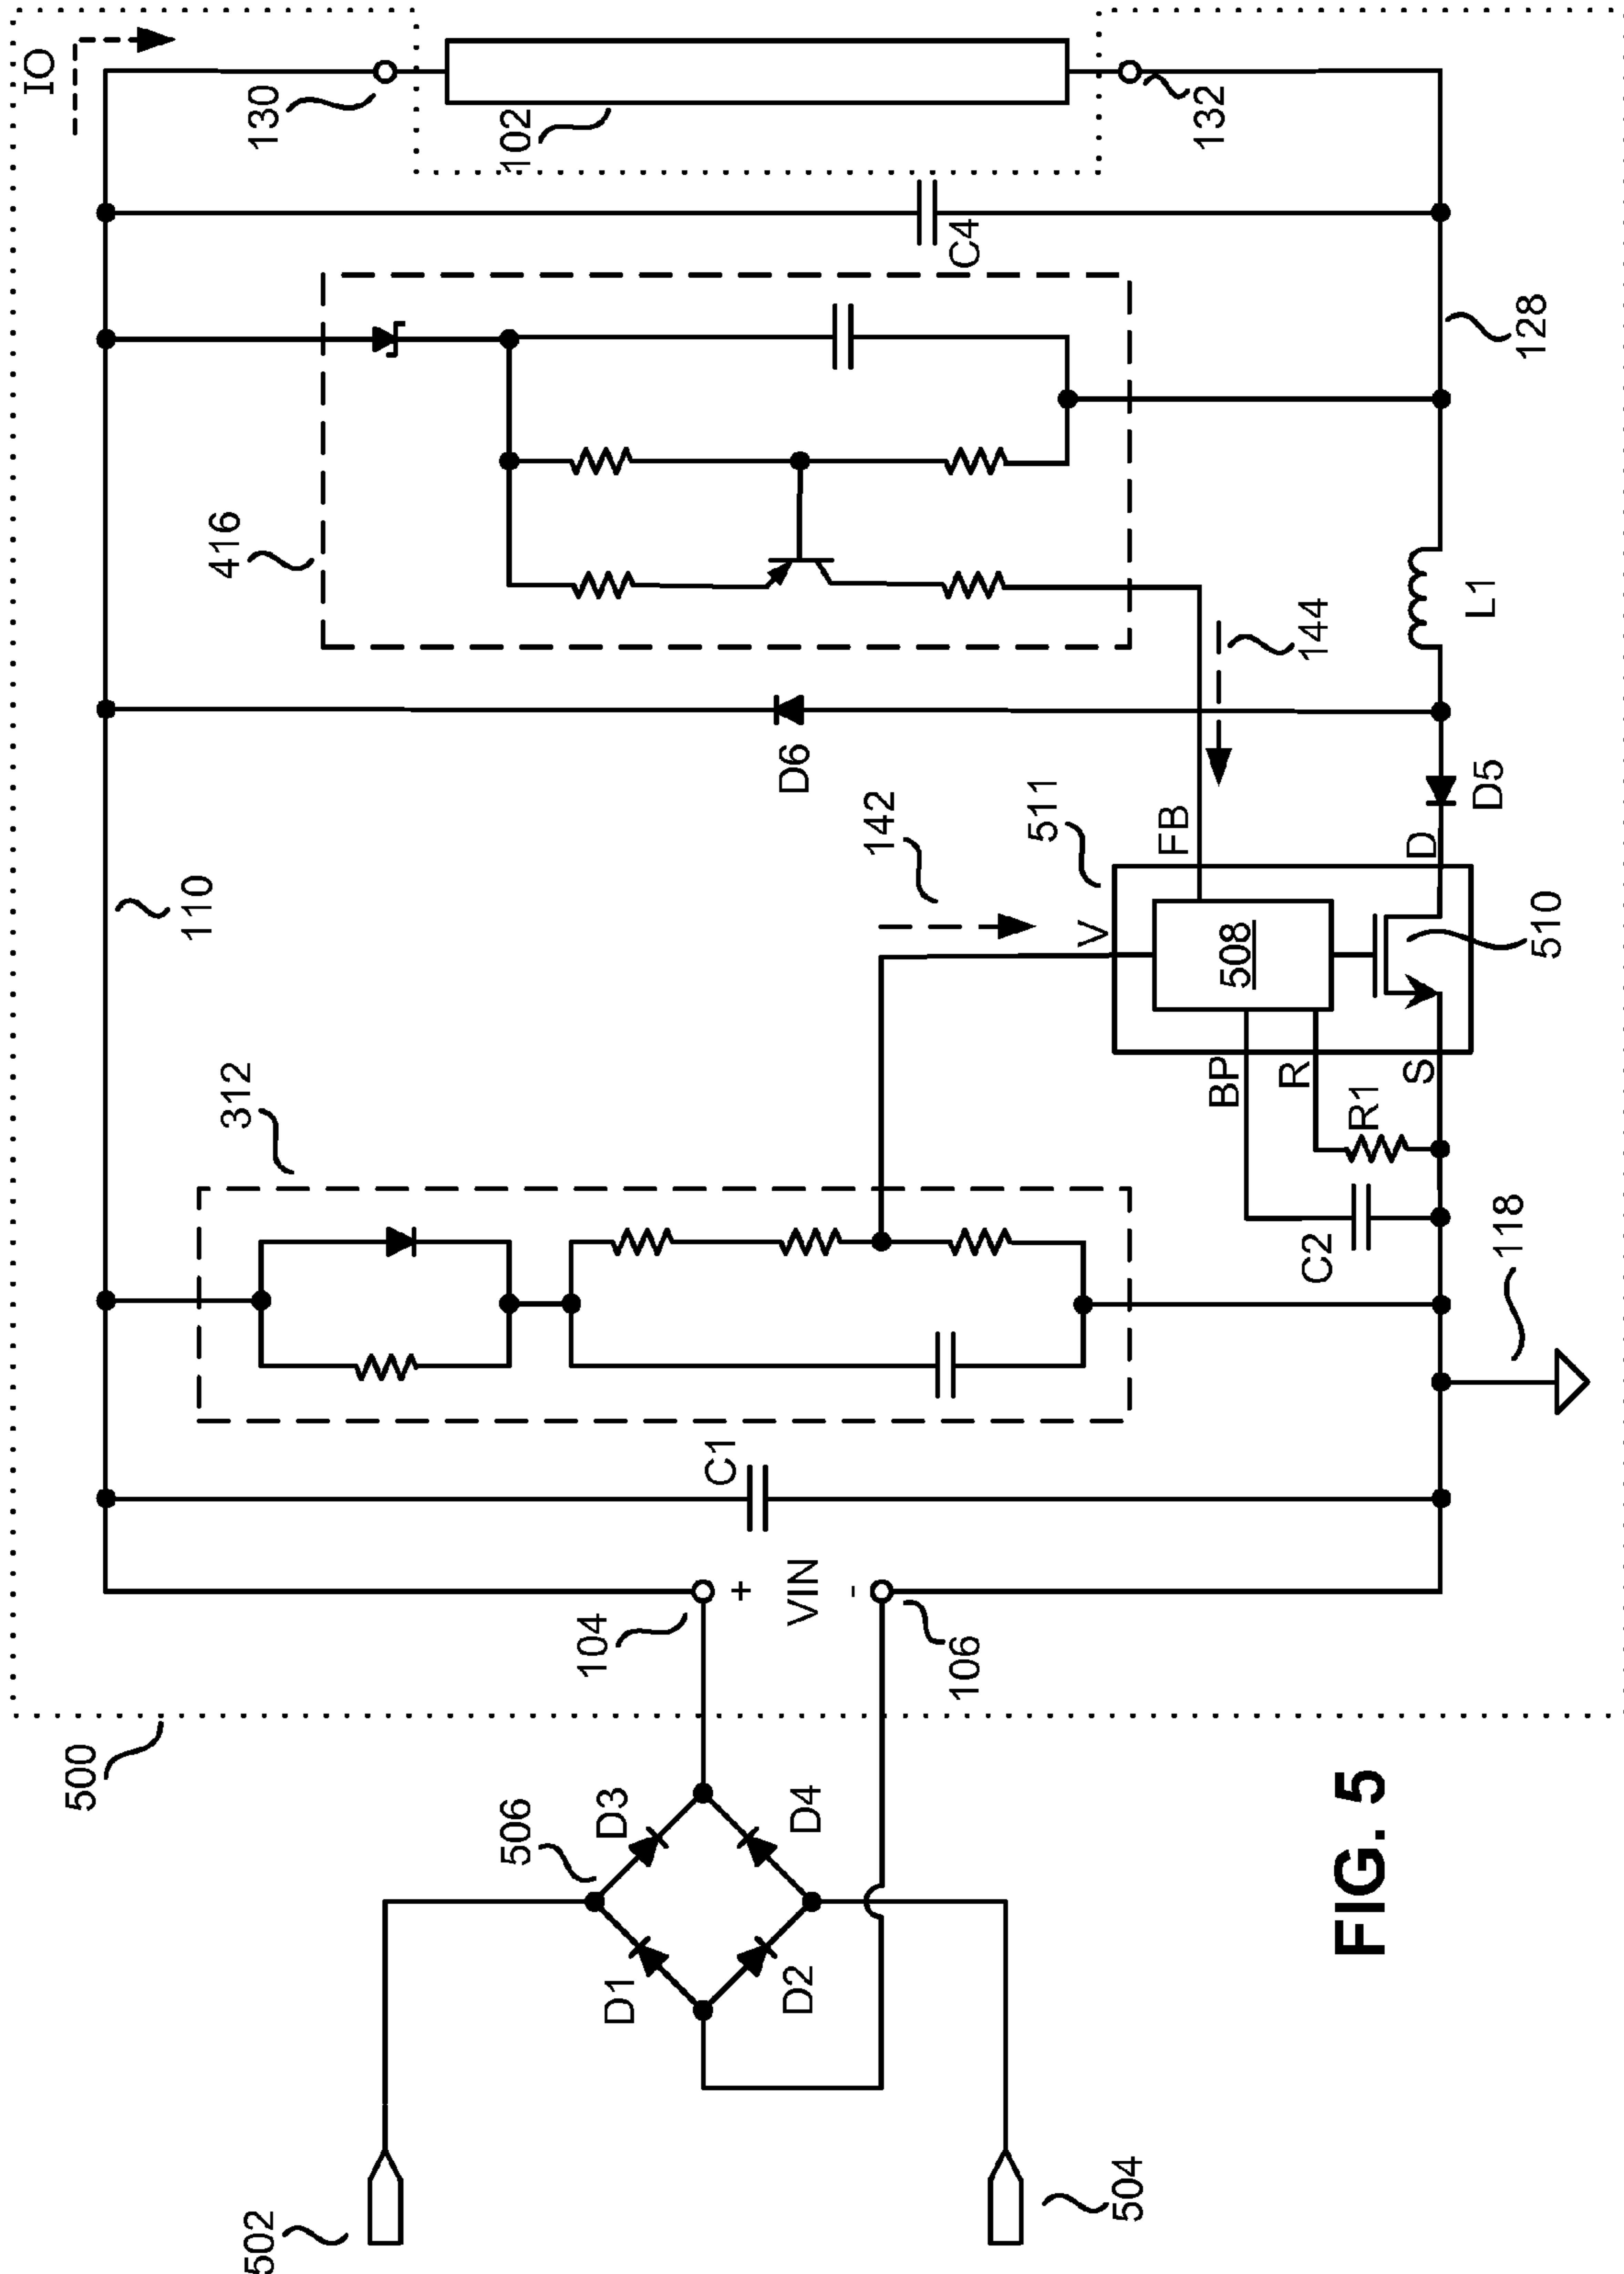 IO
130
102
132
C4
416
128
144
L1
D6
142
511
FB
D5
D
110
V
508
510
312
BP
R
S
R1
C2
118
C1
+
VIN
-
104
106
500
506
D3
D4
D1
D2
502
504
FIG. 5